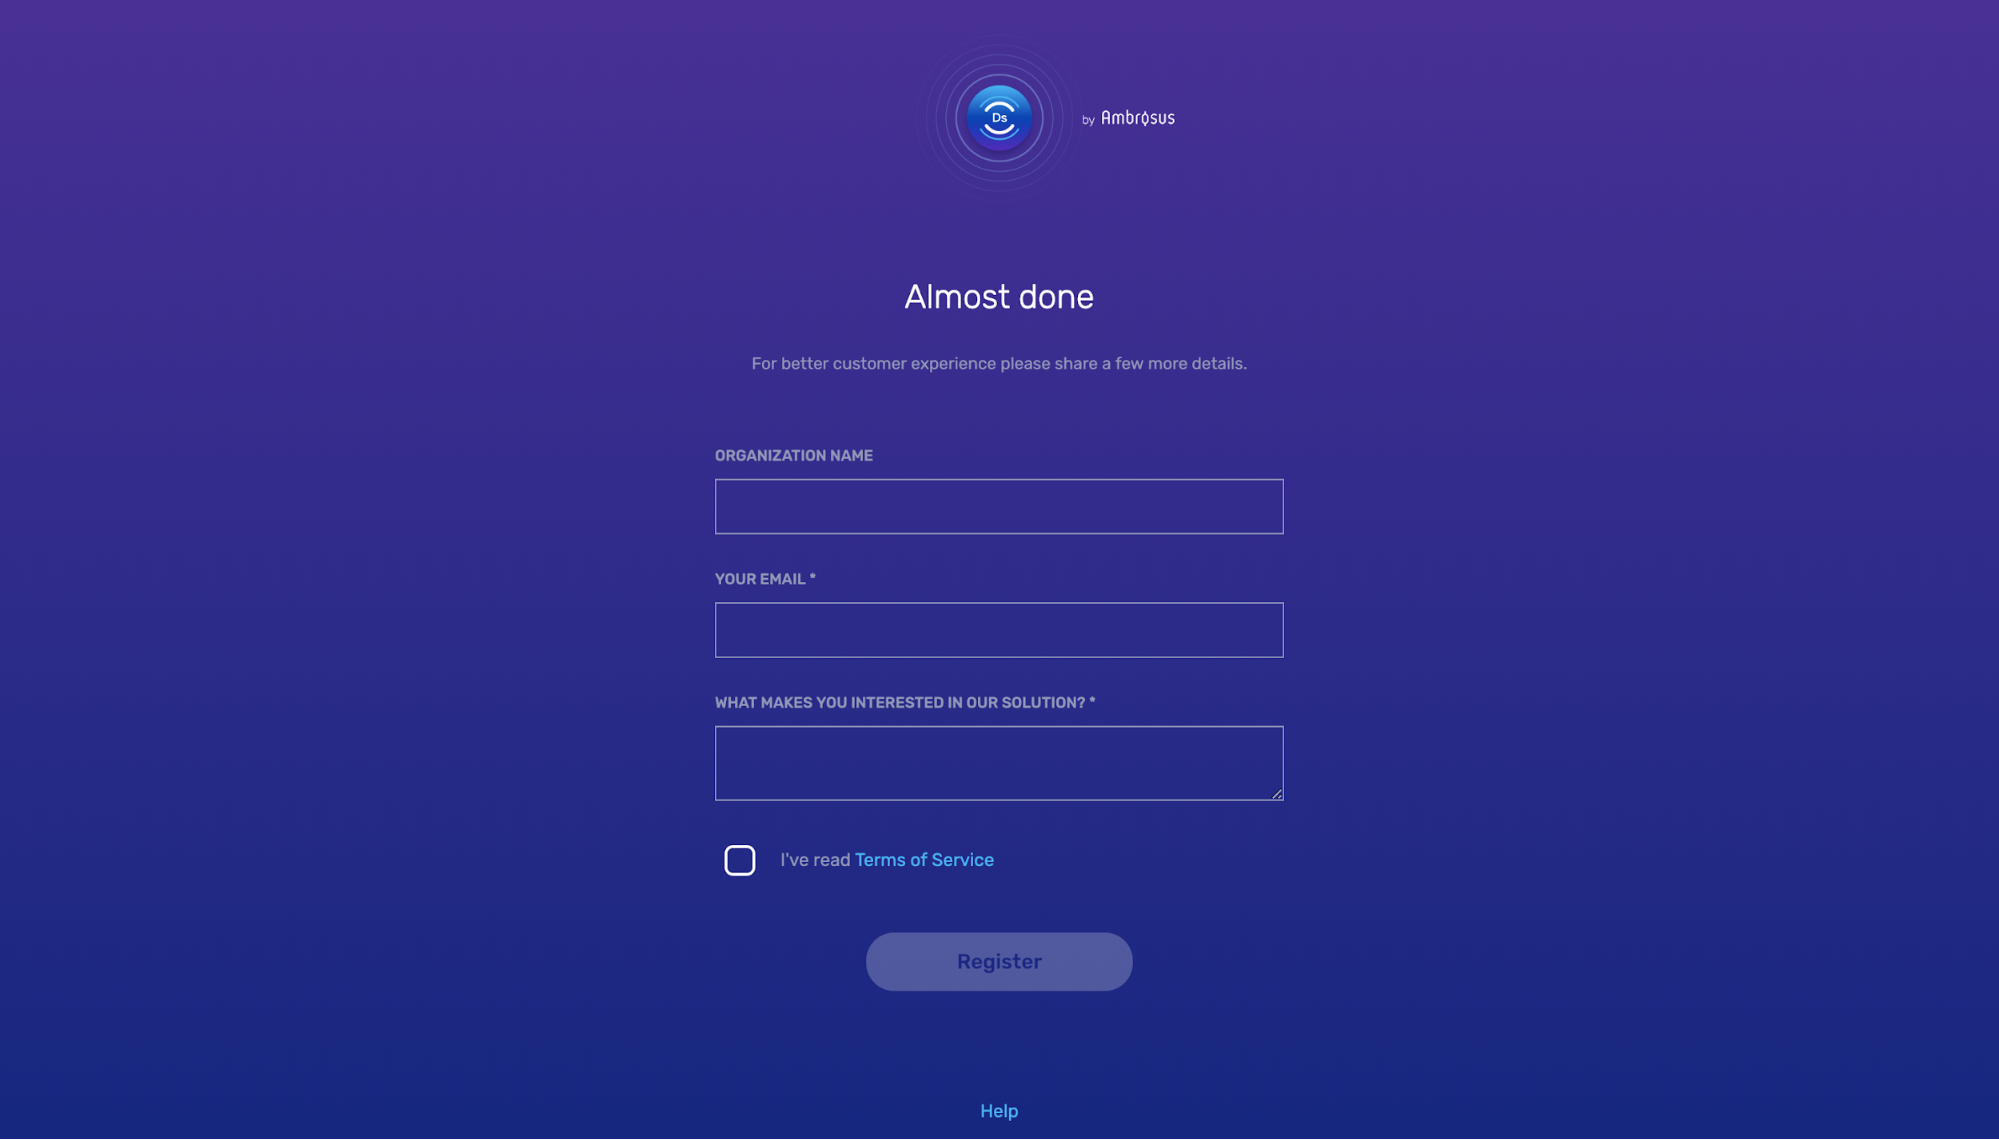 Ds
by Ambrosus
Almost done
For better customer experience please share a few more details.
ORGANIZATION NAME
YOUR EMAIL *
WHAT MAKES YOU INTERESTED IN OUR SOLUTION? *
I've read Terms of Service
Register
Help